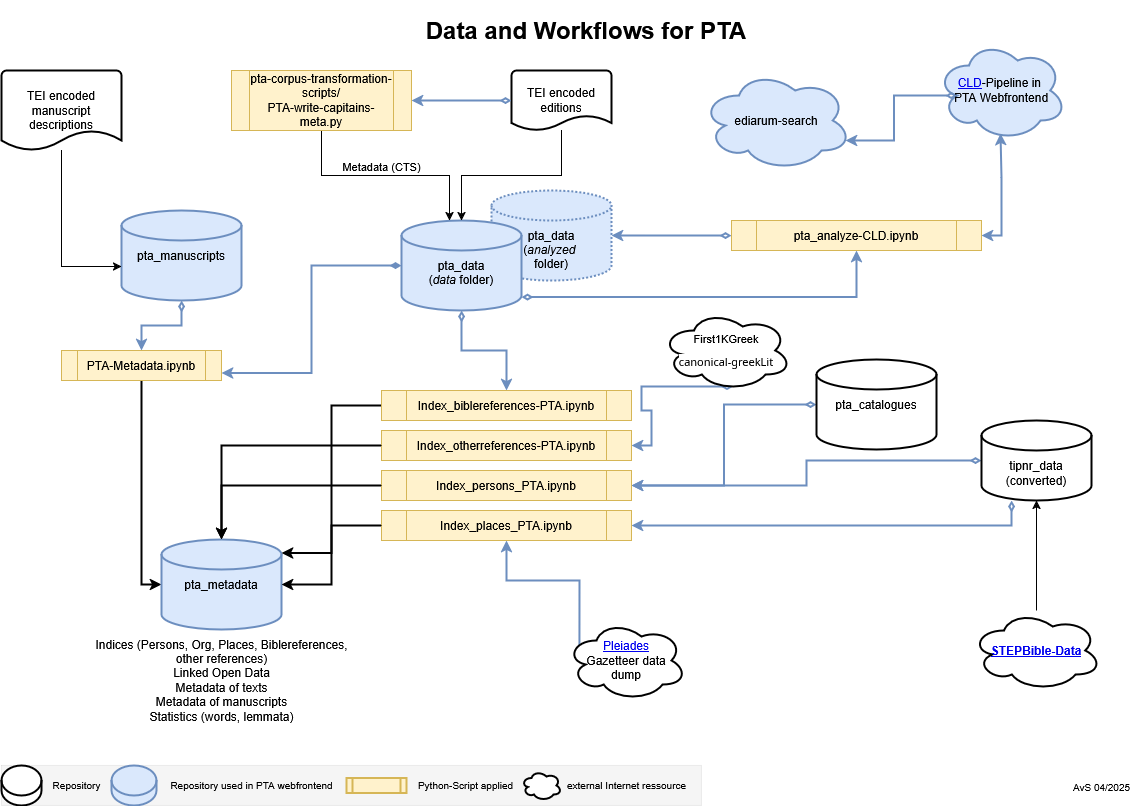 Data and Workflows for PTA
TEI encoded
manuscript
descriptions
pta-corpus-transformation-
scripts/
PTA-write-capitains-
meta.py
TEI encoded
editions
ediarum-search
CLD-Pipeline in
PTA Webfrontend
Metadata (CTS)
pta_manuscripts
pta_data
(data folder)
pta_data
(analyzed
folder)
pta_analyze-CLD.ipynb
PTA-Metadata.ipynb
First1KGreek
canonical-greekLit
pta_catalogues
Index_biblereferences-PTA.ipynb
Index_otherreferences-PTA.ipynb
Index_persons_PTA.ipynb
Index_places_PTA.ipynb
tipnr_data
(converted)
pta_metadata
Indices (Persons, Org, Places, Biblereferences,
other references)
Linked Open Data
Metadata of texts
Metadata of manuscripts
Statistics (words, lemmata)
Pleiades
Gazetteer data
dump
STEPBible-Data
Repository
Repository used in PTA webfrontend
Python-Script applied
external Internet ressource
AvS 04/2025